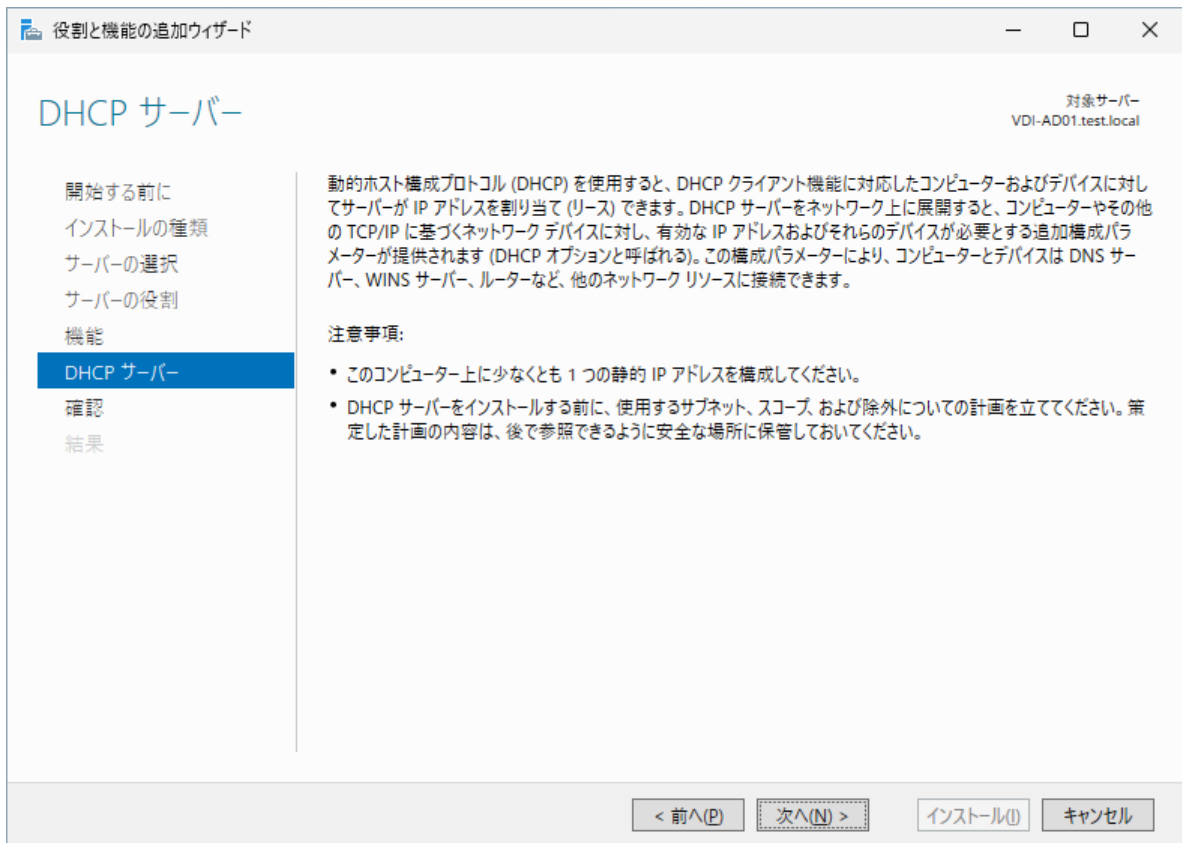 役割と機能の追加ウィザード
DHCP サーバー
対象サーバー
VDI-AD01.test.local
開始する前に
インストールの種類
サーバーの選択
サーバーの役割
機能
DHCP サーバー
確認
結果
動的ホスト構成プロトコル (DHCP) を使用すると、DHCP クライアント機能に対応したコンピューターおよびデバイスに対し
てサーバーが IP アドレスを割り当て (リース) できます。DHCP サーバーをネットワーク上に展開すると、コンピューターやその他
の TCP/IP に基づくネットワーク デバイスに対し、有効な IP アドレスおよびそれらのデバイスが必要とする追加構成パラ
メーターが提供されます (DHCP オプションと呼ばれる)。この構成パラメーターにより、コンピューターとデバイスは DNS サー
バー、WINS サーバー、ルーターなど、他のネットワーク リソースに接続できます。
注意事項:
• このコンピューター上に少なくとも 1 つの静的 IP アドレスを構成してください。
• DHCP サーバーをインストールする前に、使用するサブネット、スコープ、および除外についての計画を立ててください。策
定した計画の内容は、後で参照できるように安全な場所に保管しておいてください。
< 前へ(P)
次へ(N) >
インストール(I)
キャンセル